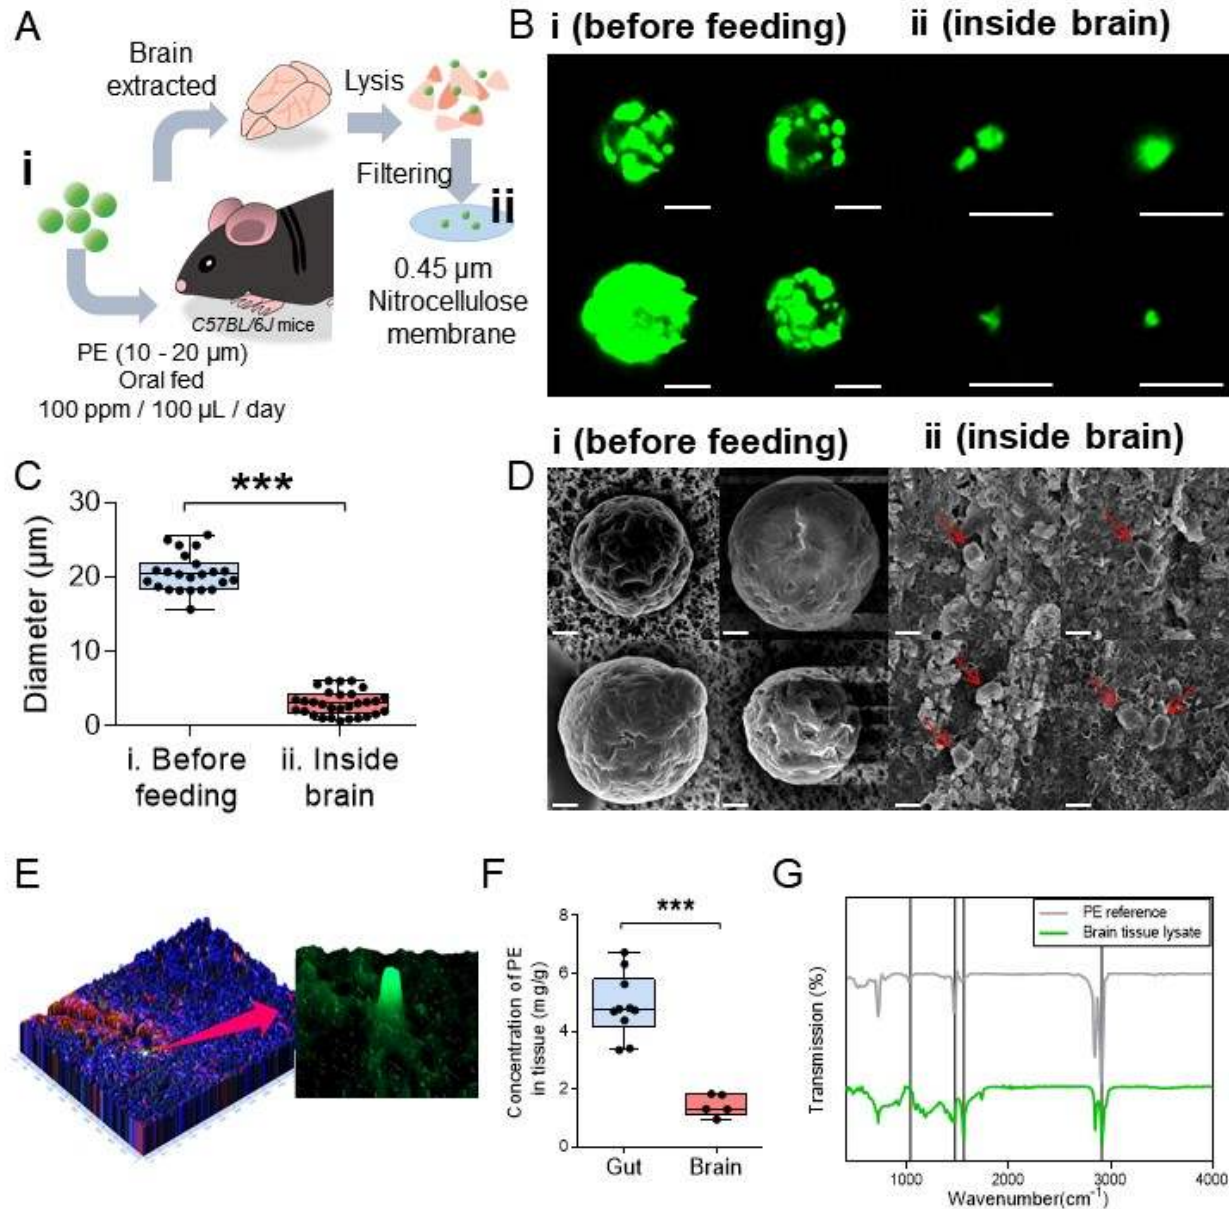 A
Brain
extracted
Lysis
i
Filtering
ii
0.45 µm
Nitrocellulose
membrane
C57BL/6J mice
PE (10 - 20 µm)
Oral fed
100 ppm / 100 µL / day
B
i (before feeding)
ii (inside brain)
C
***
Diameter (µm)
30
20
10
0
i. Before
feeding
ii. Inside
brain
D
i (before feeding)
ii (inside brain)
E
F
***
Concentration of PE
in tissue (mg/g)
8
6
4
2
0
Gut
Brain
G
PE reference
Brain tissue lysate
Transmission (%)
1000
2000
3000
4000
Wavenumber(cm⁻¹)